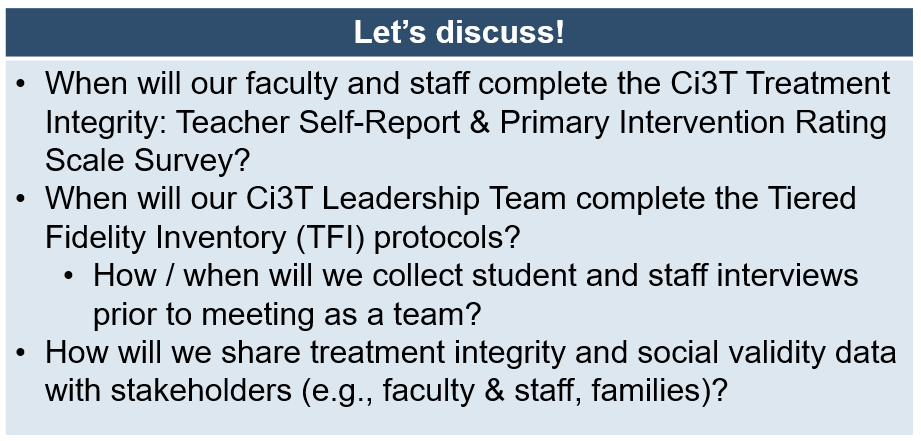 Let’s discuss!
• When will our faculty and staff complete the Ci3T Treatment
Integrity: Teacher Self-Report & Primary Intervention Rating
Scale Survey?
• When will our Ci3T Leadership Team complete the Tiered
Fidelity Inventory (TFI) protocols?
• How / when will we collect student and staff interviews
prior to meeting as a team?
• How will we share treatment integrity and social validity data
with stakeholders (e.g., faculty & staff, families)?